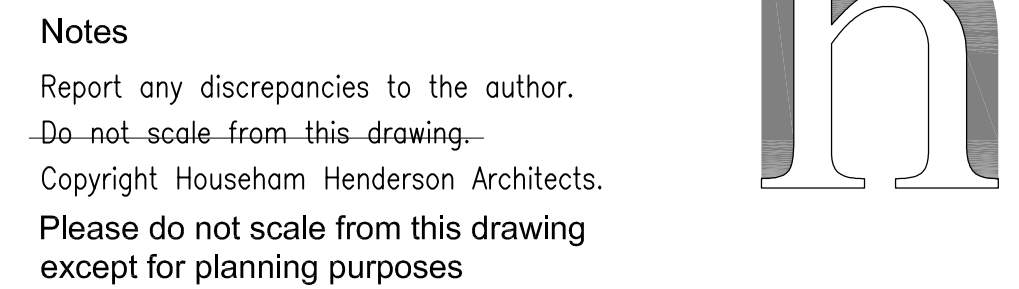 Notes
Report any discrepancies to the author.
Do not scale from this drawing.
Copyright Househam Henderson Architects.
Please do not scale from this drawing
except for planning purposes
h